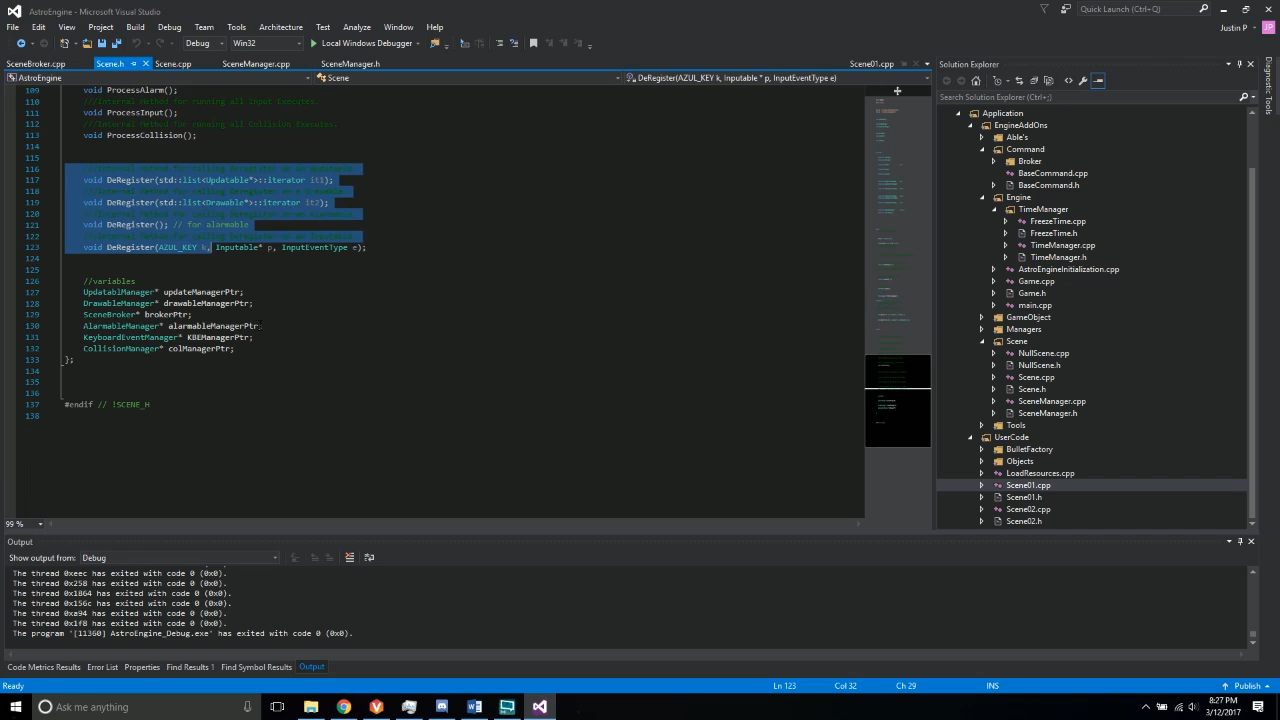 AstroEngine - Microsoft Visual Studio
Quick Launch (Ctrl+Q)
File Edit View Project Build Debug Team Tools Test Analyze Window Help
Justin P JP
Debug Win32 Local Windows Debugger
SceneBroker.cpp Scene.h Scene.cpp SceneManager.cpp SceneManager.h Scene01.cpp
AstroEngine Scene DeRegister(AZUL_KEY k, Inputable * p, InputEventType e)
109 void ProcessAlarm();
110 ///Internal Method for running all Input Executes.
111 void ProcessInput();
112 ///Internal Method for running all Collision Executes.
113 void ProcessCollision();
114
115
116
117 void DeRegister(std::list<Updatable*>::iterator it1);
118
119 void DeRegister(std::list<Drawable*>::iterator it2);
120
121 void DeRegister(); // for alarmable
122
123 void DeRegister(AZUL_KEY k, Inputable* p, InputEventType e);
124
125
126 //variables
127 UpdatablManager* updateManagerPtr;
128 DrawableManager* drawableManagerPtr;
129 SceneBroker* brokerPtr;
130 AlarmableManager* alarmableManagerPtr;
131 KeyboardEventManager* KBEManagerPtr;
132 CollisionManager* colManagerPtr;
133 };
134
135
136
137 #endif // !SCENE_H
138
99 %
Solution Explorer
Search Solution Explorer (Ctrl+;)
Application
EngineAddOns
Able's
Command
Broker
BaseCommand.cpp
BaseCommand.h
Engine
TimeManager
FreezeTime.cpp
FreezeTime.h
TimeManager.cpp
TimeManager.h
AstroEngineInitialization.cpp
Game.cpp
Game.h
main.cpp
GameObject
Managers
Scene
NullScene.cpp
NullScene.h
Scene.cpp
Scene.h
SceneManager.cpp
SceneManager.h
Tools
UserCode
BulletFactory
Objects
LoadResources.cpp
Scene01.cpp
Scene01.h
Scene02.cpp
Scene02.h
Diagnostic Tools
Output
Show output from: Debug
The thread 0xeec has exited with code 0 (0x0).
The thread 0x258 has exited with code 0 (0x0).
The thread 0x1864 has exited with code 0 (0x0).
The thread 0x156c has exited with code 0 (0x0).
The thread 0xa94 has exited with code 0 (0x0).
The thread 0x1f8 has exited with code 0 (0x0).
The program '[11360] AstroEngine_Debug.exe' has exited with code 0 (0x0).
Code Metrics Results Error List Properties Find Results 1 Find Symbol Results Output
Ready Ln 123 Col 32 Ch 29 INS Publish
Ask me anything
8:27 PM
3/12/2017